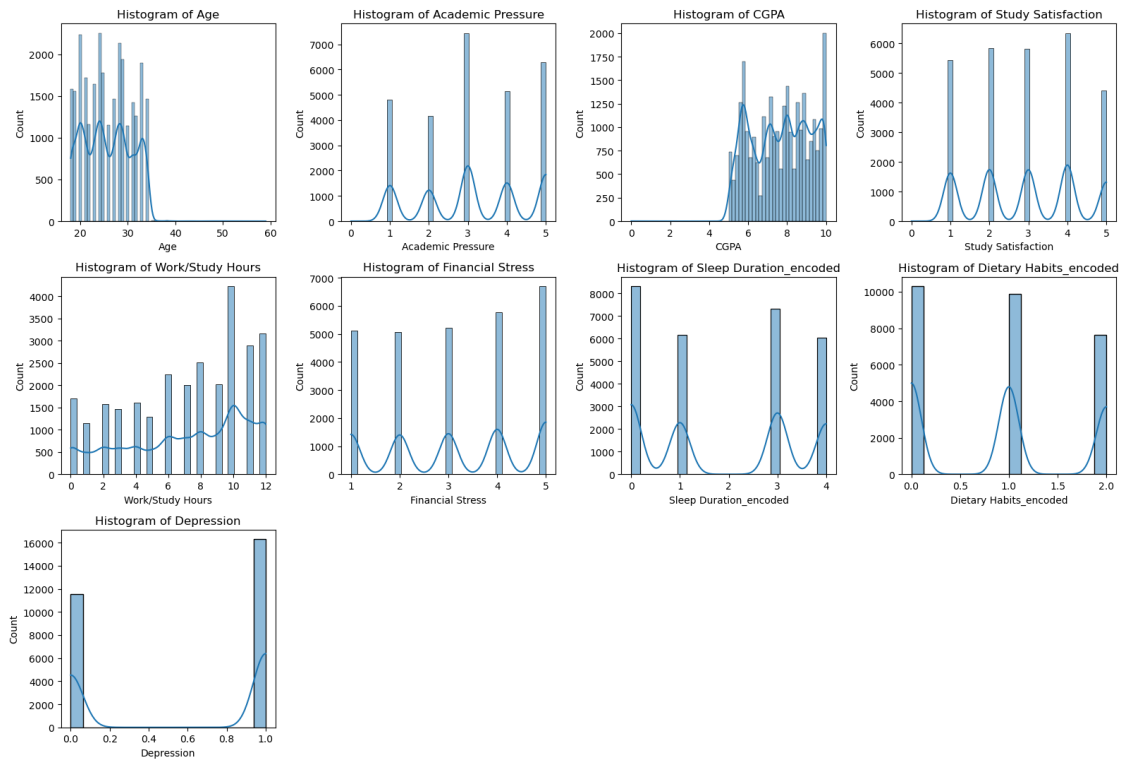 Histogram of Age
Count
2000
1500
1000
500
0
20 30 40 50 60
Age
Histogram of Academic Pressure
Count
7000
6000
5000
4000
3000
2000
1000
0
0 1 2 3 4 5
Academic Pressure
Histogram of CGPA
Count
2000
1750
1500
1250
1000
750
500
250
0
0 2 4 6 8 10
CGPA
Histogram of Study Satisfaction
Count
6000
5000
4000
3000
2000
1000
0
0 1 2 3 4 5
Study Satisfaction
Histogram of Work/Study Hours
Count
4000
3500
3000
2500
2000
1500
1000
500
0
0 2 4 6 8 10 12
Work/Study Hours
Histogram of Financial Stress
Count
7000
6000
5000
4000
3000
2000
1000
0
1 2 3 4 5
Financial Stress
Histogram of Sleep Duration_encoded
Count
8000
7000
6000
5000
4000
3000
2000
1000
0
0 1 2 3 4
Sleep Duration_encoded
Histogram of Dietary Habits_encoded
Count
10000
8000
6000
4000
2000
0
0.0 0.5 1.0 1.5 2.0
Dietary Habits_encoded
Histogram of Depression
Count
16000
14000
12000
10000
8000
6000
4000
2000
0
0.0 0.2 0.4 0.6 0.8 1.0
Depression